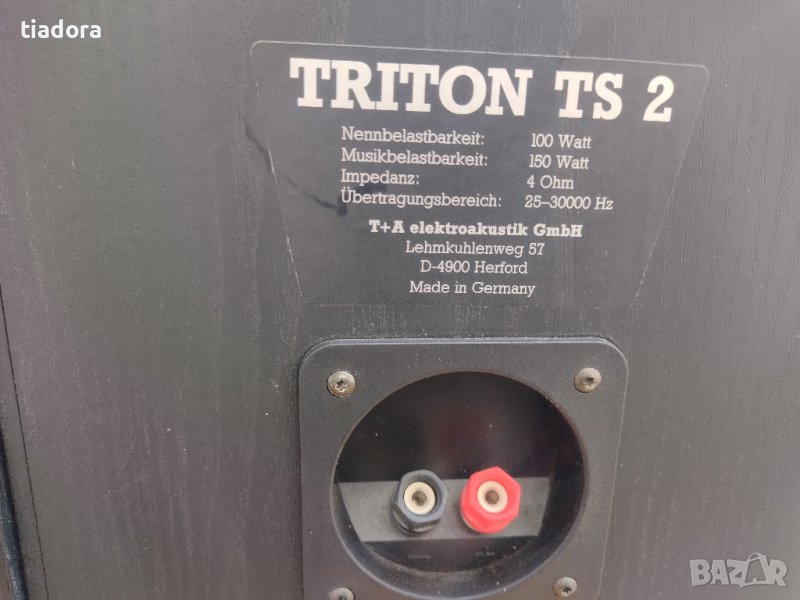 tiadora
TRITON TS 2
Nennbelastbarkeit: 100 Watt
Musikbelastbarkeit: 150 Watt
Impedanz: 4 Ohm
Übertragungsbereich: 25–30000 Hz
T+A elektroakustik GmbH
Lehmkuhlenweg 57
D-4900 Herford
Made in Germany
BAZAR